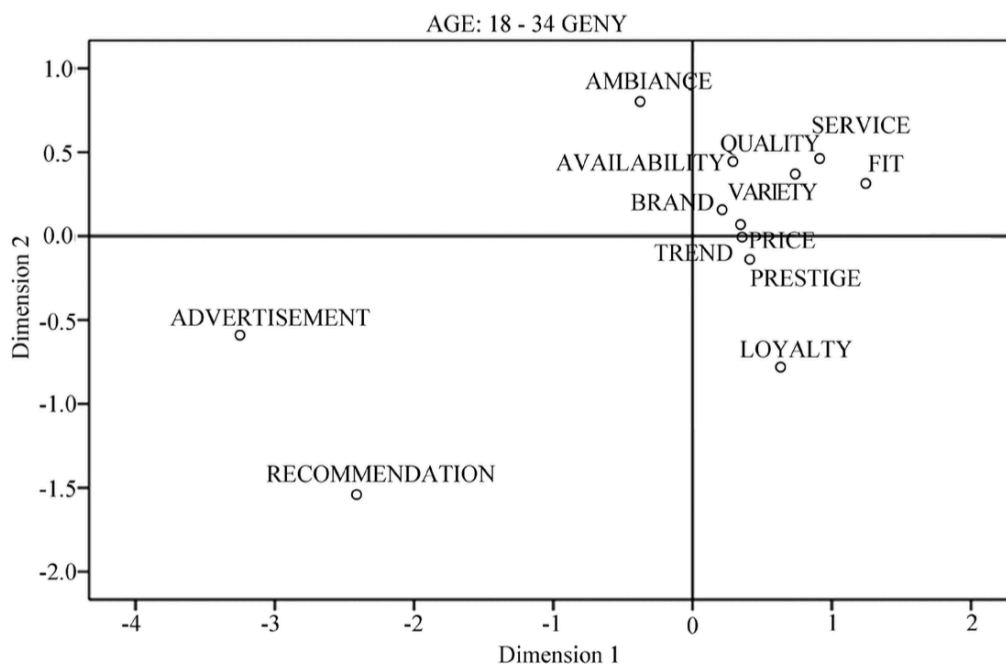 AGE: 18 - 34 GENY
1.0
AMBIANCE
SERVICE
0.5
QUALITY
AVAILABILITY
FIT
VARIETY
BRAND
0.0
PRICE
TREND
PRESTIGE
Dimension 2
-0.5
ADVERTISEMENT
LOYALTY
-1.0
RECOMMENDATION
-1.5
-2.0
-4 -3 -2 -1 0 1 2
Dimension 1